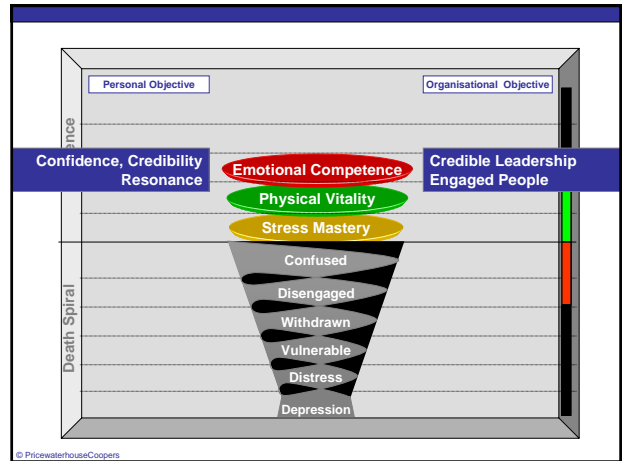 Personal Objective
Organisational Objective
Confidence, Credibility
Resonance
Emotional Competence
Credible Leadership
Engaged People
Physical Vitality
Stress Mastery
Confused
Disengaged
Withdrawn
Vulnerable
Distress
Depression
Death Spiral
© PricewaterhouseCoopers